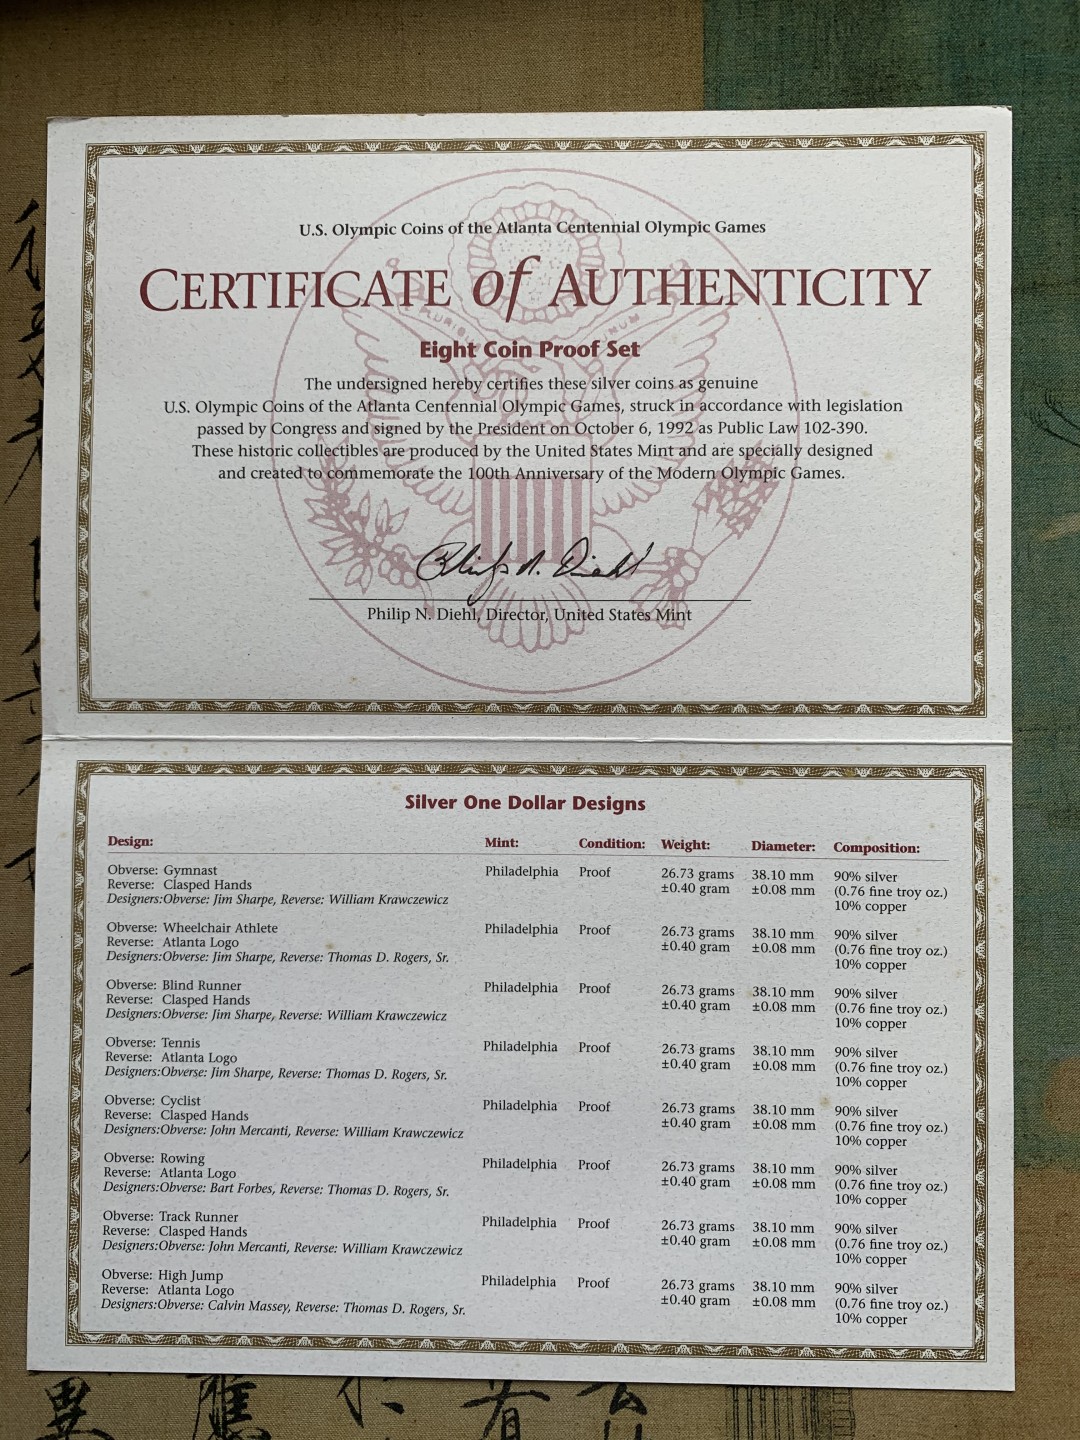 U.S. Olympic Coins of the Atlanta Centennial Olympic Games
CERTIFICATE of AUTHENTICITY
Eight Coin Proof Set
The undersigned hereby certifies these silver coins as genuine
U.S. Olympic Coins of the Atlanta Centennial Olympic Games, struck in accordance with legislation
passed by Congress and signed by the President on October 6, 1992 as Public Law 102-390.
These historic collectibles are produced by the United States Mint and are specially designed
and created to commemorate the 100th Anniversary of the Modern Olympic Games.
Philip N. Diehl
Philip N. Diehl, Director, United States Mint
Silver One Dollar Designs
Design: Mint: Condition: Weight: Diameter: Composition:
Obverse: Gymnast Philadelphia Proof 26.73 grams 38.10 mm 90% silver
Reverse: Clasped Hands ±0.40 gram ±0.08 mm (0.76 fine troy oz.)
Designers:Obverse: Jim Sharpe, Reverse: William Krawczewicz 10% copper
Obverse: Wheelchair Athlete Philadelphia Proof 26.73 grams 38.10 mm 90% silver
Reverse: Atlanta Logo ±0.40 gram ±0.08 mm (0.76 fine troy oz.)
Designers:Obverse: Jim Sharpe, Reverse: Thomas D. Rogers, Sr. 10% copper
Obverse: Blind Runner Philadelphia Proof 26.73 grams 38.10 mm 90% silver
Reverse: Clasped Hands ±0.40 gram ±0.08 mm (0.76 fine troy oz.)
Designers:Obverse: Jim Sharpe, Reverse: William Krawczewicz 10% copper
Obverse: Tennis Philadelphia Proof 26.73 grams 38.10 mm 90% silver
Reverse: Atlanta Logo ±0.40 gram ±0.08 mm (0.76 fine troy oz.)
Designers:Obverse: Jim Sharpe, Reverse: Thomas D. Rogers, Sr. 10% copper
Obverse: Cyclist Philadelphia Proof 26.73 grams 38.10 mm 90% silver
Reverse: Clasped Hands ±0.40 gram ±0.08 mm (0.76 fine troy oz.)
Designers:Obverse: John Mercanti, Reverse: William Krawczewicz 10% copper
Obverse: Rowing Philadelphia Proof 26.73 grams 38.10 mm 90% silver
Reverse: Atlanta Logo ±0.40 gram ±0.08 mm (0.76 fine troy oz.)
Designers:Obverse: Bart Forbes, Reverse: Thomas D. Rogers, Sr. 10% copper
Obverse: Track Runner Philadelphia Proof 26.73 grams 38.10 mm 90% silver
Reverse: Clasped Hands ±0.40 gram ±0.08 mm (0.76 fine troy oz.)
Designers:Obverse: John Mercanti, Reverse: William Krawczewicz 10% copper
Obverse: High Jump Philadelphia Proof 26.73 grams 38.10 mm 90% silver
Reverse: Atlanta Logo ±0.40 gram ±0.08 mm (0.76 fine troy oz.)
Designers:Obverse: Calvin Massey, Reverse: Thomas D. Rogers, Sr. 10% copper